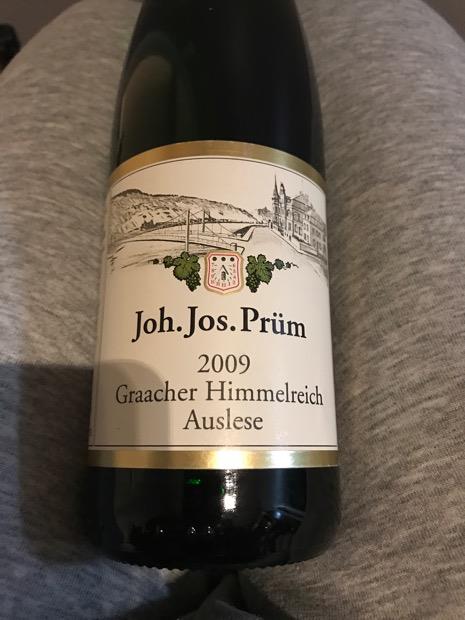 Joh. Jos. Prüm
2009
Graacher Himmelreich
Auslese